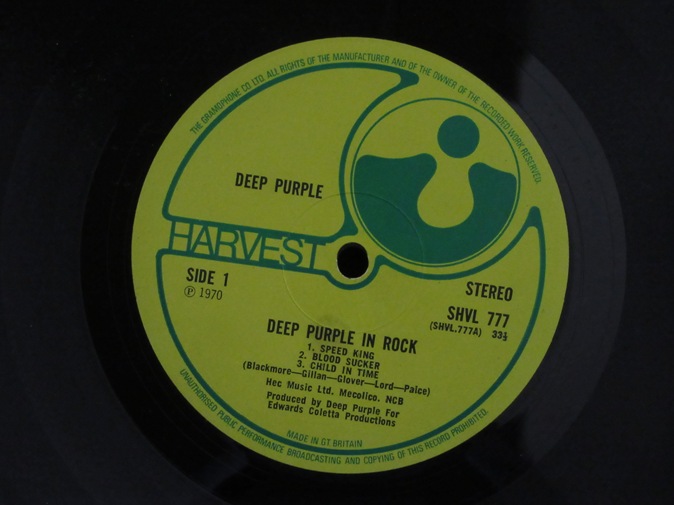 THE GRAMOPHONE CO LTD. ALL RIGHTS OF THE MANUFACTURER AND OF THE OWNER OF THE RECORDED WORK RESERVED.
DEEP PURPLE
HARVEST
SIDE 1
℗ 1970
STEREO
SHVL 777
(SHVL.777A) 33⅓
DEEP PURPLE IN ROCK
1. SPEED KING
2. BLOOD SUCKER
3. CHILD IN TIME
(Blackmore—Gillan—Glover—Lord—Paice)
Hec Music Ltd. Mecolico. NCB
Produced by Deep Purple For
Edwards Coletta Productions
MADE IN GT. BRITAIN
UNAUTHORISED PUBLIC PERFORMANCE BROADCASTING AND COPYING OF THIS RECORD PROHIBITED.